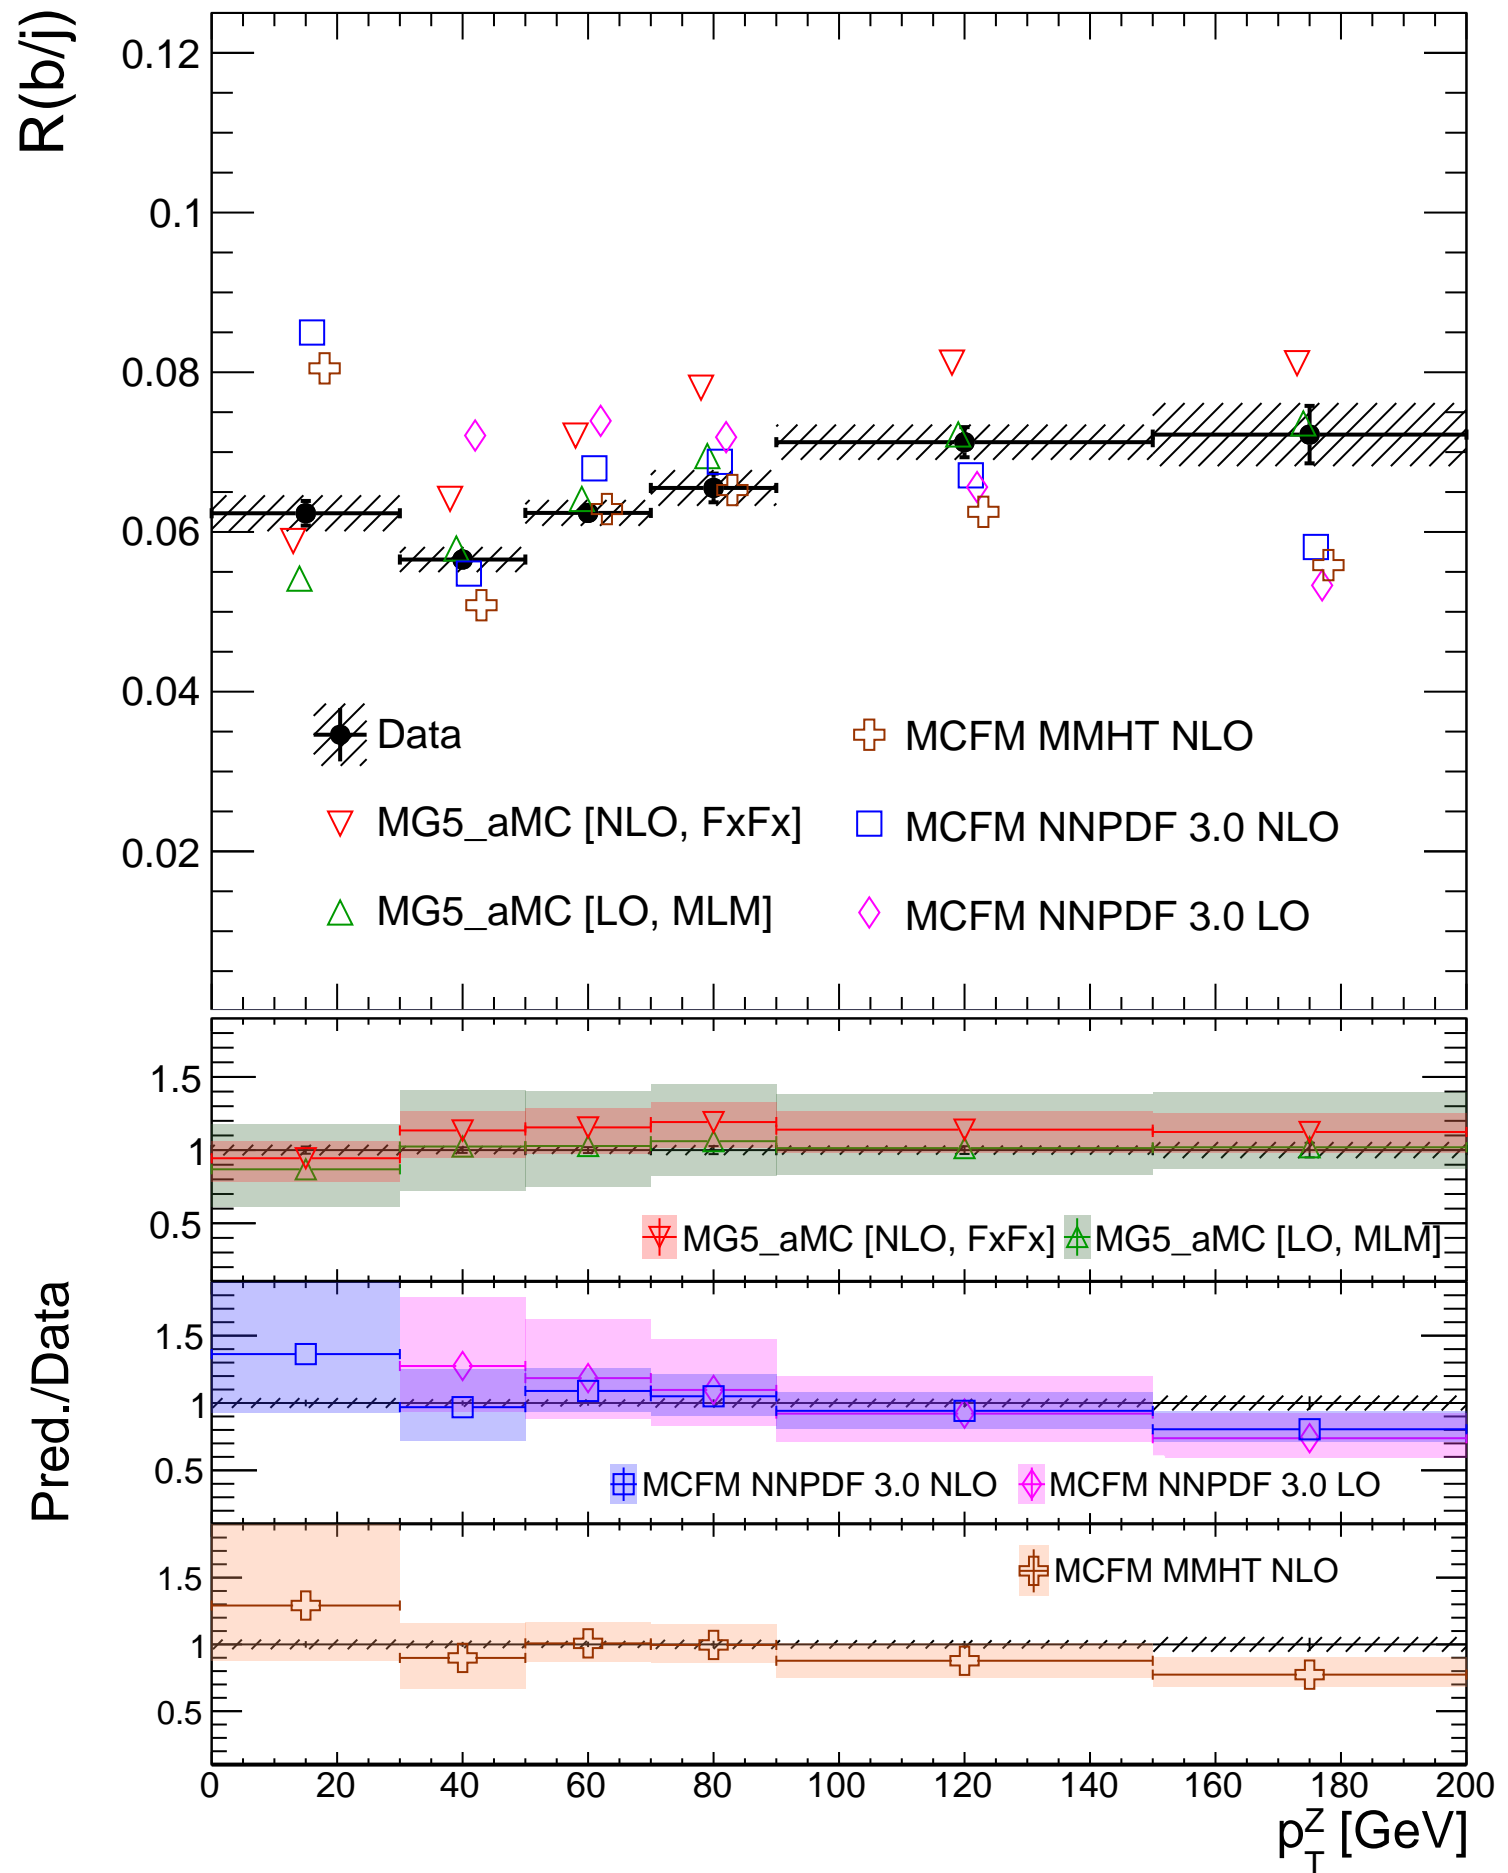 R(b/j)
0.12
0.1
0.08
0.06
0.04
0.02
Data
MCFM MMHT NLO
MG5_aMC [NLO, FxFx]
MCFM NNPDF 3.0 NLO
MG5_aMC [LO, MLM]
MCFM NNPDF 3.0 LO
Pred./Data
1.5
1
0.5
MG5_aMC [NLO, FxFx]
MG5_aMC [LO, MLM]
1.5
1
0.5
MCFM NNPDF 3.0 NLO
MCFM NNPDF 3.0 LO
1.5
1
0.5
MCFM MMHT NLO
0 20 40 60 80 100 120 140 160 180 200
p_T^Z [GeV]